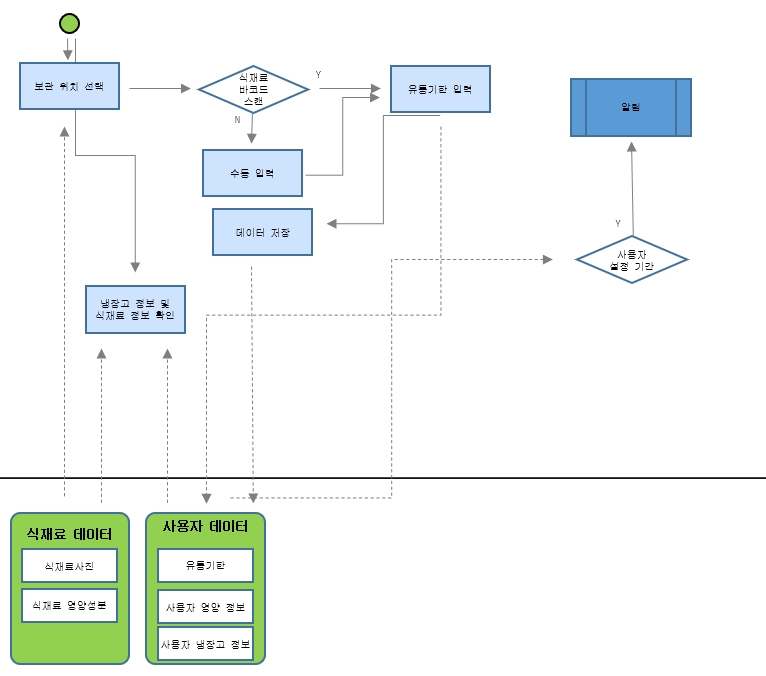 보관 위치 선택
식재료
바코드
스캔
Y
유통기한 입력
알림
N
수동 입력
데이터 저장
Y
사용자
설정 기간
냉장고 정보 및
식재료 정보 확인
식재료 데이터
식재료사진
식재료 영양성분
사용자 데이터
유통기한
사용자 영양 정보
사용자 냉장고 정보